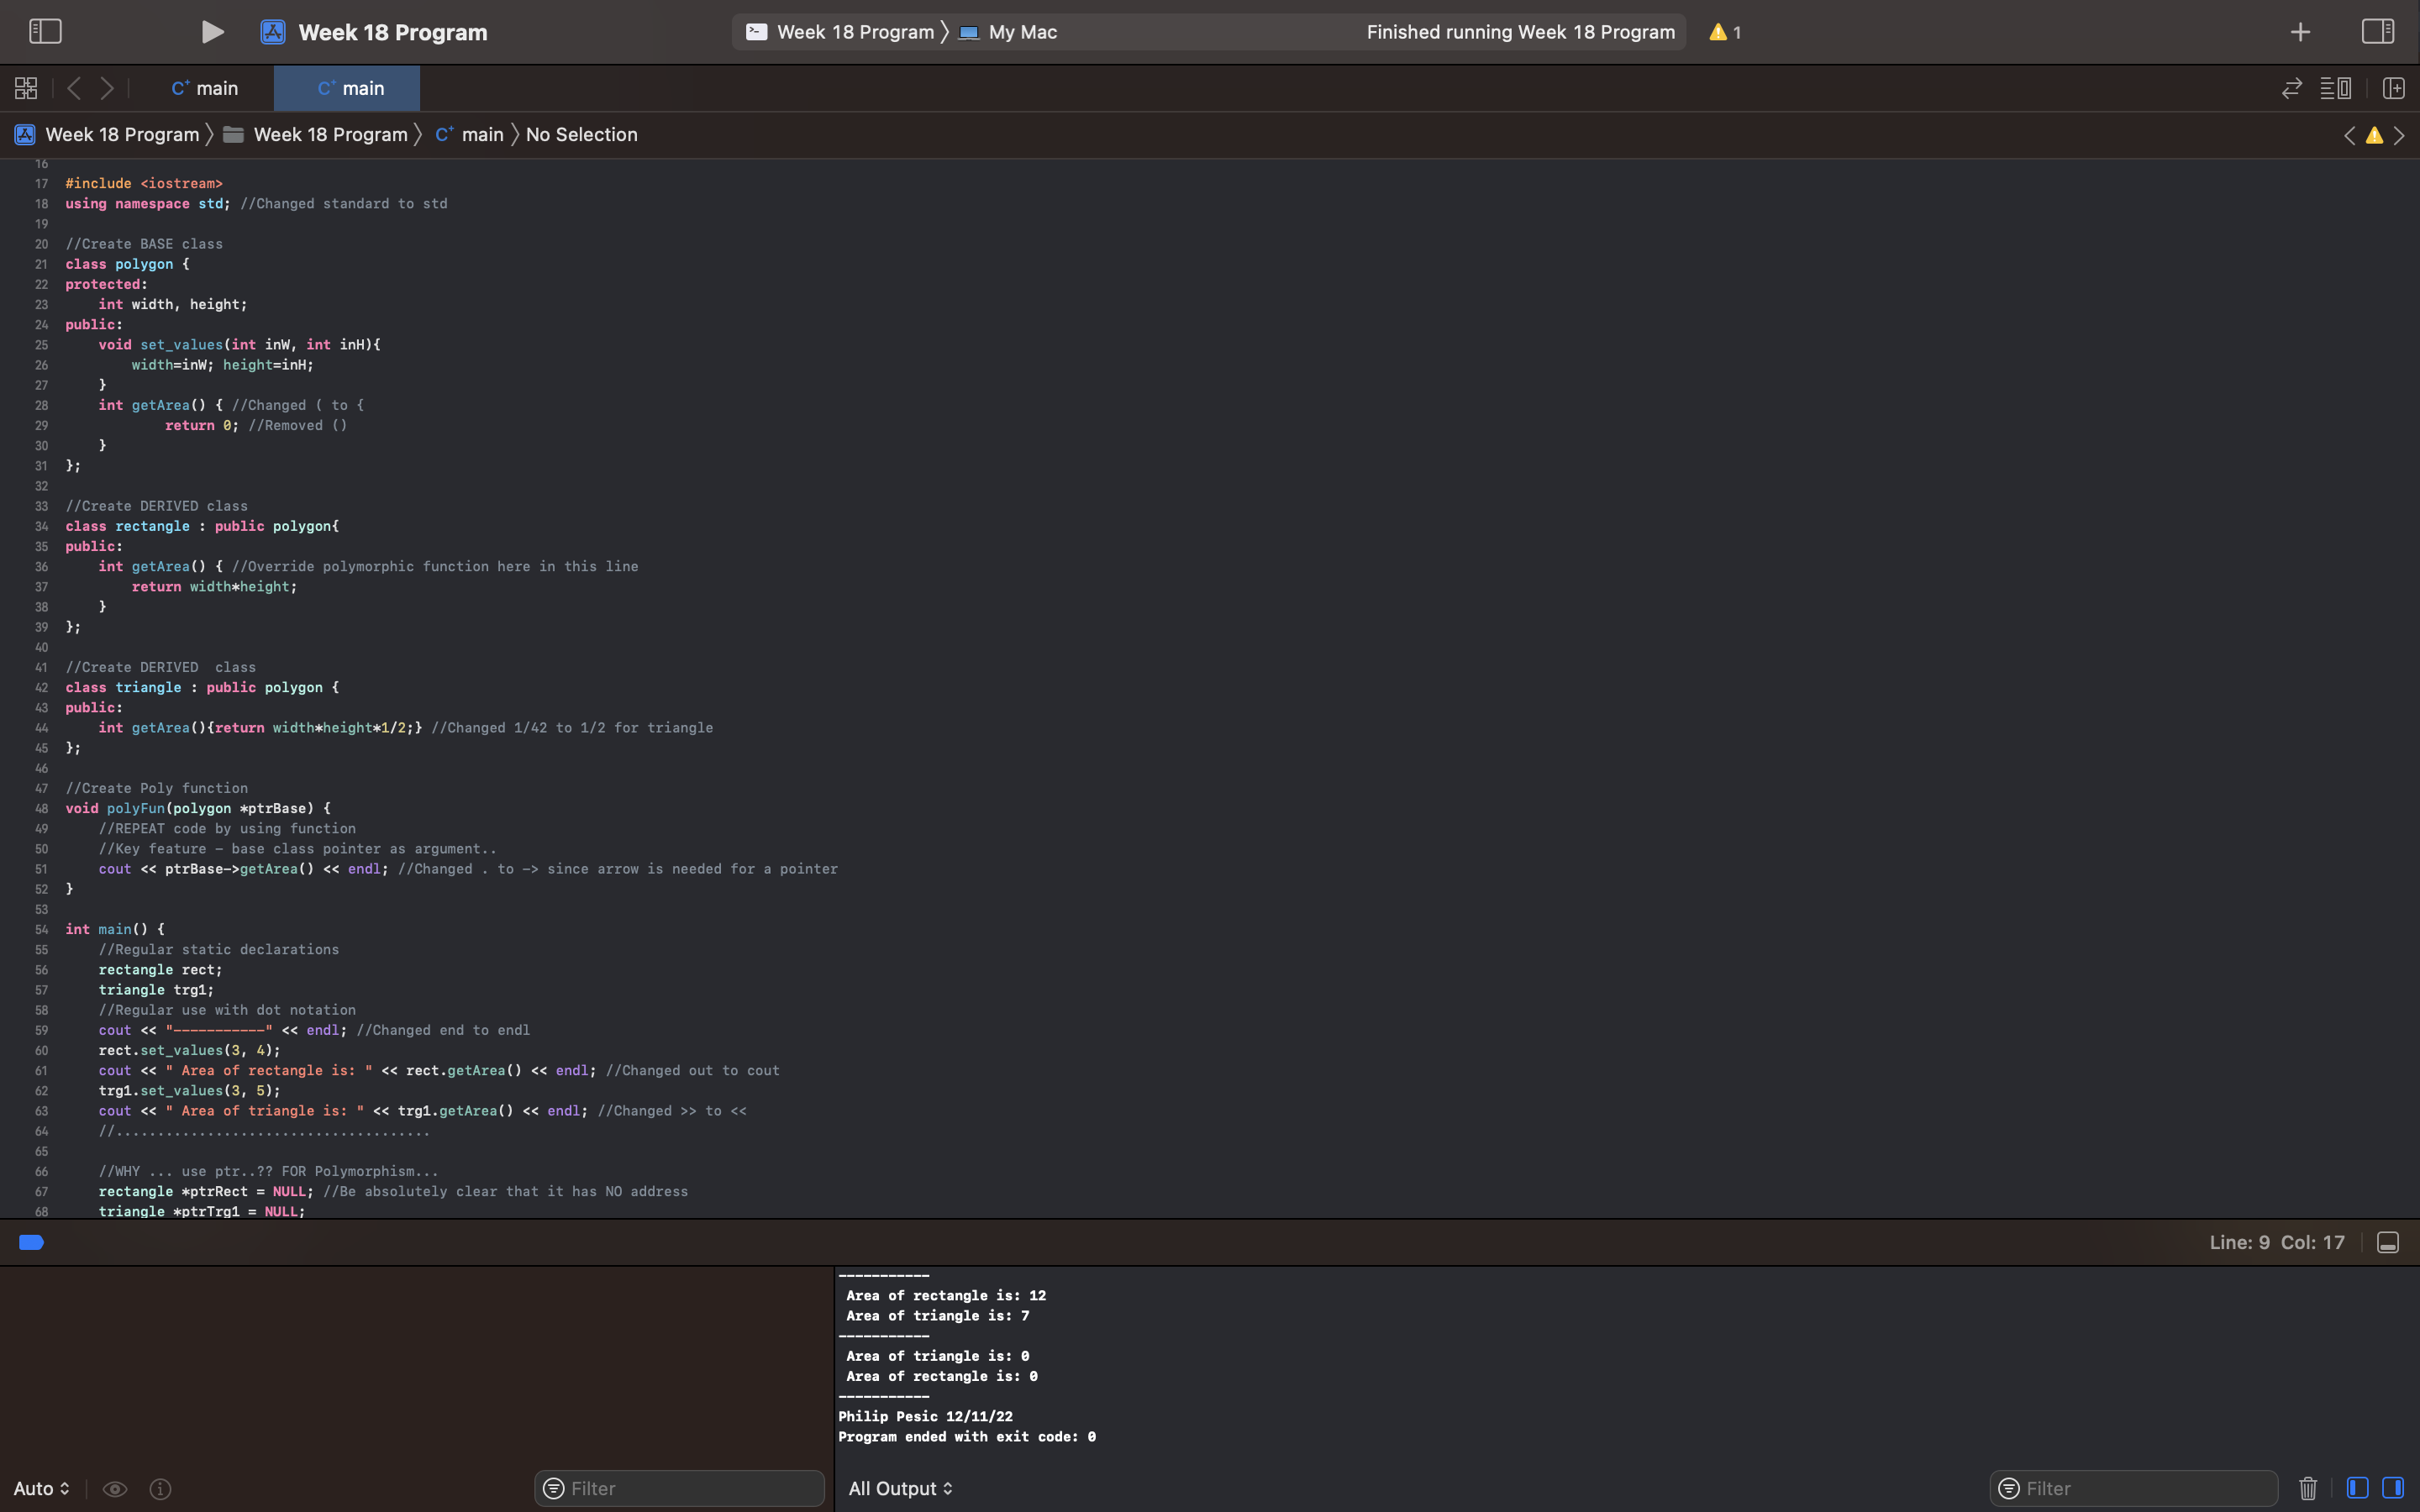 Week 18 Program
Week 18 Program 〉 My Mac
Finished running Week 18 Program
1
C+ main
C+ main
Week 18 Program 〉 Week 18 Program 〉 C+ main 〉 No Selection
16
17 #include <iostream>
18 using namespace std; //Changed standard to std
19
20 //Create BASE class
21 class polygon {
22 protected:
23     int width, height;
24 public:
25     void set_values(int inW, int inH){
26         width=inW; height=inH;
27     }
28     int getArea() { //Changed ( to {
29             return 0; //Removed ()
30     }
31 };
32
33 //Create DERIVED class
34 class rectangle : public polygon{
35 public:
36     int getArea() { //Override polymorphic function here in this line
37         return width*height;
38     }
39 };
40
41 //Create DERIVED  class
42 class triangle : public polygon {
43 public:
44     int getArea(){return width*height*1/2;} //Changed 1/42 to 1/2 for triangle
45 };
46
47 //Create Poly function
48 void polyFun(polygon *ptrBase) {
49     //REPEAT code by using function
50     //Key feature – base class pointer as argument..
51     cout << ptrBase->getArea() << endl; //Changed . to -> since arrow is needed for a pointer
52 }
53
54 int main() {
55     //Regular static declarations
56     rectangle rect;
57     triangle trg1;
58     //Regular use with dot notation
59     cout << "-----------" << endl; //Changed end to endl
60     rect.set_values(3, 4);
61     cout << " Area of rectangle is: " << rect.getArea() << endl; //Changed out to cout
62     trg1.set_values(3, 5);
63     cout << " Area of triangle is: " << trg1.getArea() << endl; //Changed >> to <<
64     //......................................
65
66     //WHY ... use ptr..?? FOR Polymorphism...
67     rectangle *ptrRect = NULL; //Be absolutely clear that it has NO address
68     triangle *ptrTrg1 = NULL;
Line: 9 Col: 17
-----------
 Area of rectangle is: 12
 Area of triangle is: 7
-----------
 Area of triangle is: 0
 Area of rectangle is: 0
-----------
Philip Pesic 12/11/22
Program ended with exit code: 0
Auto
Filter
All Output
Filter